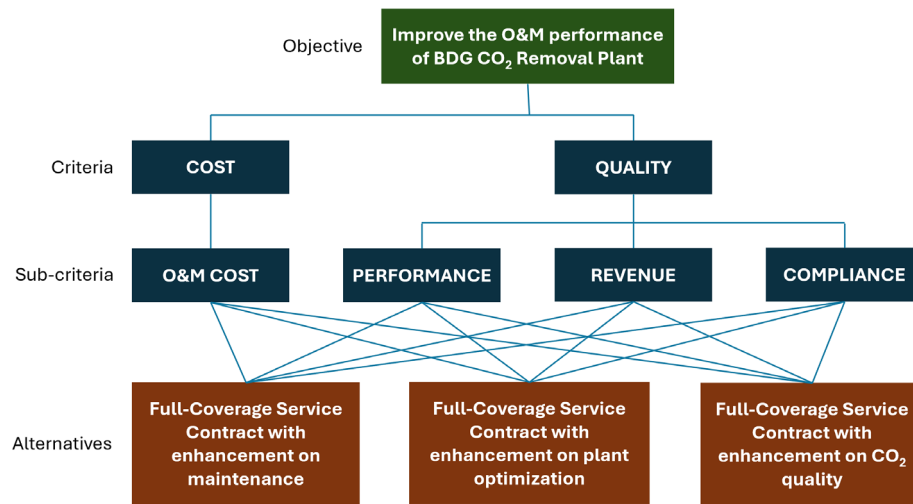 Objective
Improve the O&M performance
of BDG CO₂ Removal Plant
Criteria
COST
QUALITY
Sub-criteria
O&M COST
PERFORMANCE
REVENUE
COMPLIANCE
Alternatives
Full-Coverage Service
Contract with
enhancement on
maintenance
Full-Coverage Service
Contract with
enhancement on plant
optimization
Full-Coverage Service
Contract with
enhancement on CO₂
quality